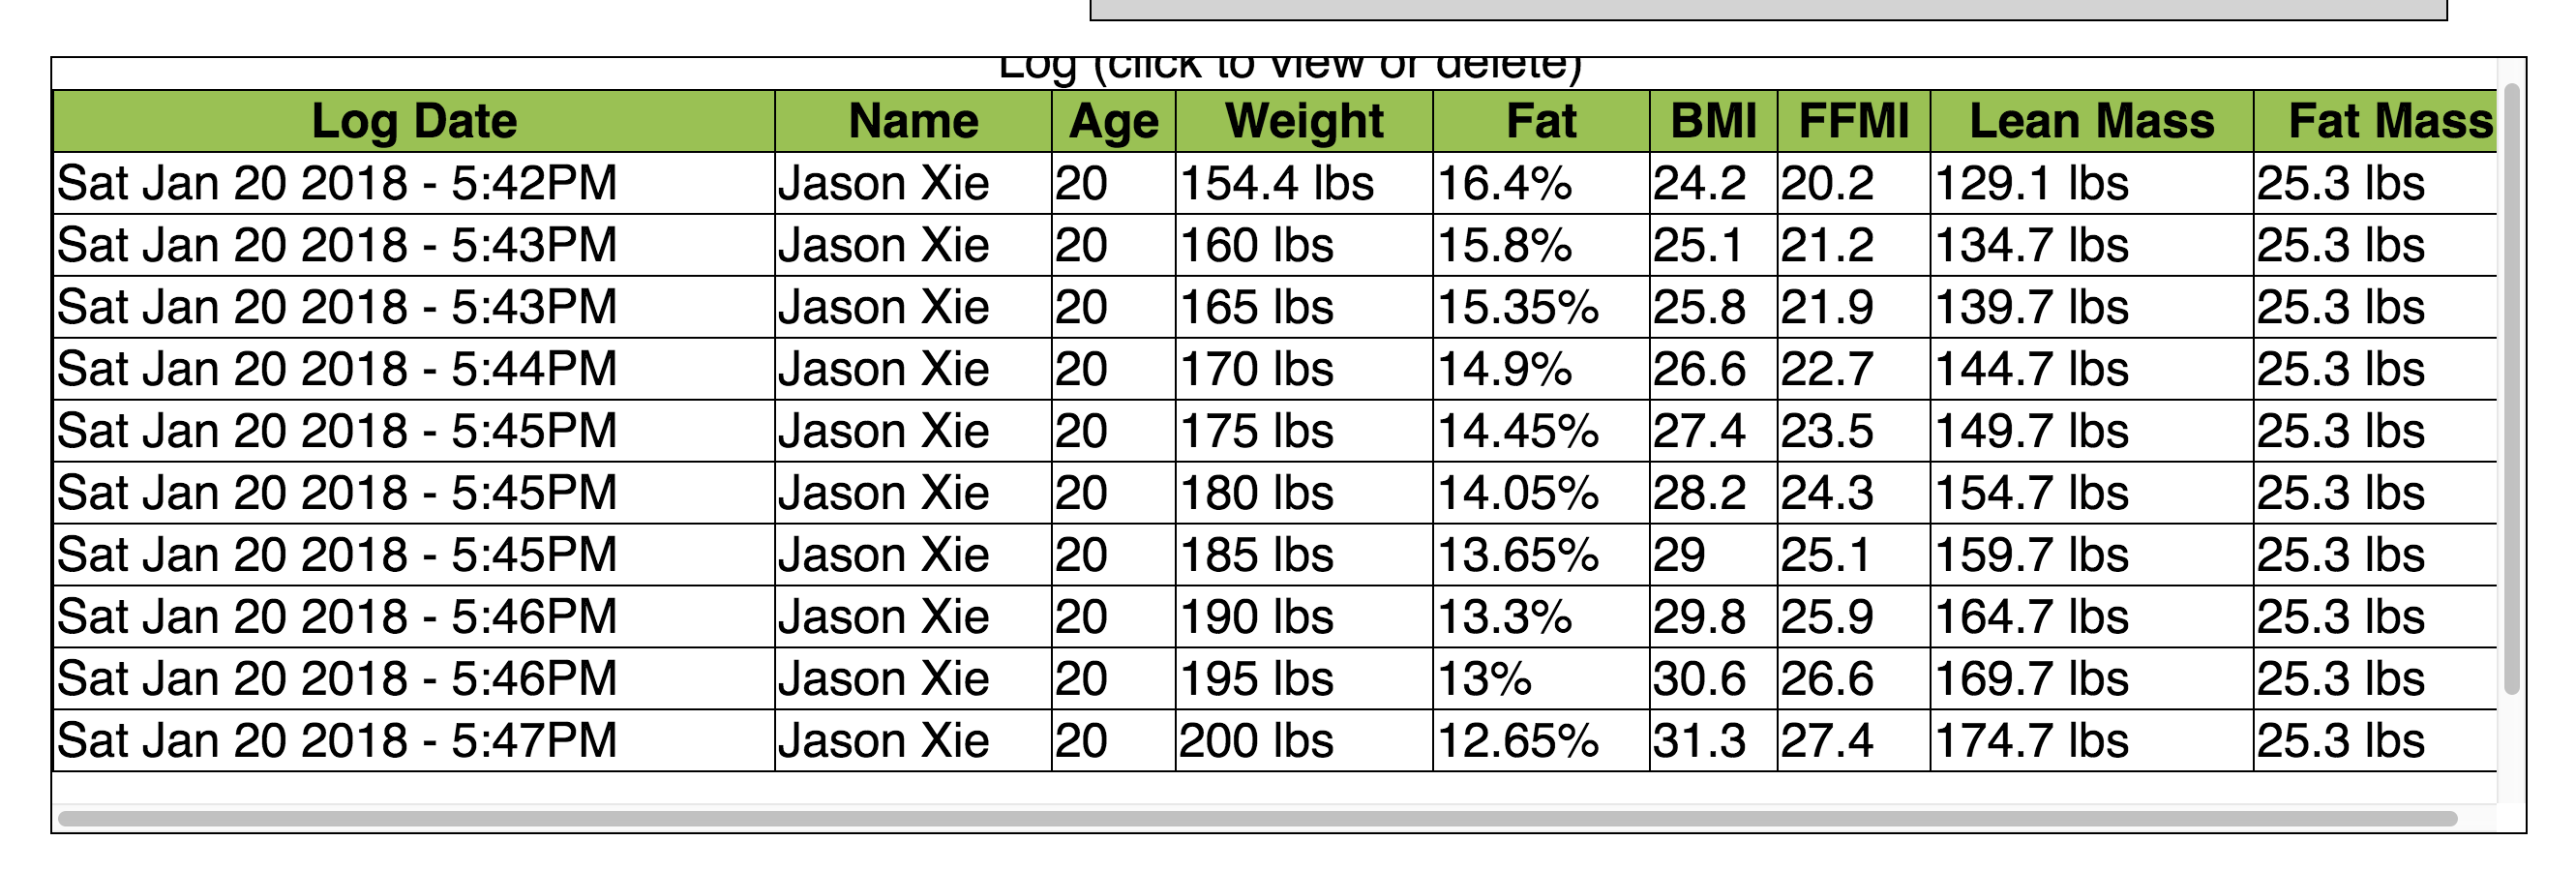 Log (click to view or delete)
Log Date Name Age Weight Fat BMI FFMI Lean Mass Fat Mass
Sat Jan 20 2018 - 5:42PM Jason Xie 20 154.4 lbs 16.4% 24.2 20.2 129.1 lbs 25.3 lbs
Sat Jan 20 2018 - 5:43PM Jason Xie 20 160 lbs 15.8% 25.1 21.2 134.7 lbs 25.3 lbs
Sat Jan 20 2018 - 5:43PM Jason Xie 20 165 lbs 15.35% 25.8 21.9 139.7 lbs 25.3 lbs
Sat Jan 20 2018 - 5:44PM Jason Xie 20 170 lbs 14.9% 26.6 22.7 144.7 lbs 25.3 lbs
Sat Jan 20 2018 - 5:45PM Jason Xie 20 175 lbs 14.45% 27.4 23.5 149.7 lbs 25.3 lbs
Sat Jan 20 2018 - 5:45PM Jason Xie 20 180 lbs 14.05% 28.2 24.3 154.7 lbs 25.3 lbs
Sat Jan 20 2018 - 5:45PM Jason Xie 20 185 lbs 13.65% 29 25.1 159.7 lbs 25.3 lbs
Sat Jan 20 2018 - 5:46PM Jason Xie 20 190 lbs 13.3% 29.8 25.9 164.7 lbs 25.3 lbs
Sat Jan 20 2018 - 5:46PM Jason Xie 20 195 lbs 13% 30.6 26.6 169.7 lbs 25.3 lbs
Sat Jan 20 2018 - 5:47PM Jason Xie 20 200 lbs 12.65% 31.3 27.4 174.7 lbs 25.3 lbs